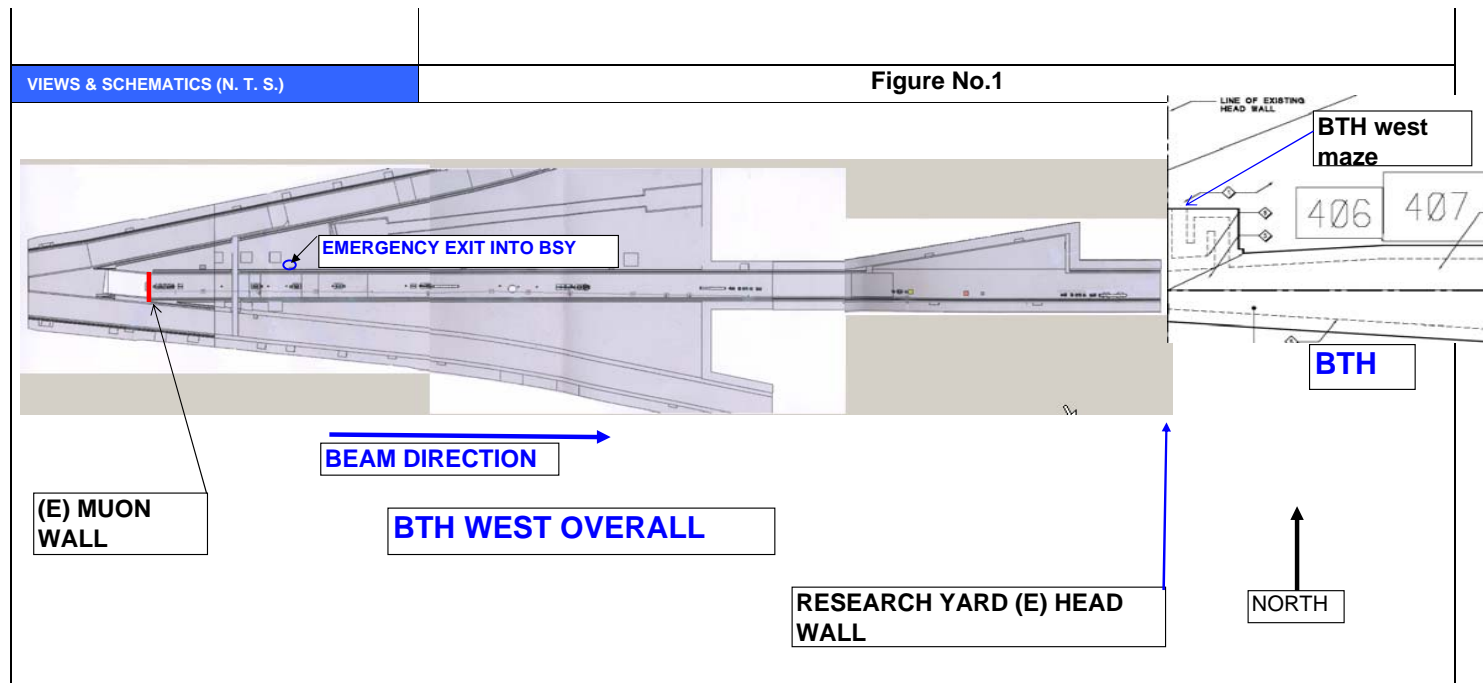 VIEWS & SCHEMATICS (N. T. S.)
Figure No.1
LINE OF EXISTING
HEAD WALL
BTH west
maze
406
407
EMERGENCY EXIT INTO BSY
BTH
BEAM DIRECTION
(E) MUON
WALL
BTH WEST OVERALL
RESEARCH YARD (E) HEAD
WALL
NORTH